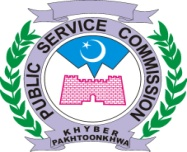 PUBLIC SERVICE COMMISSION
KHYBER
PAKHTOONKHWA